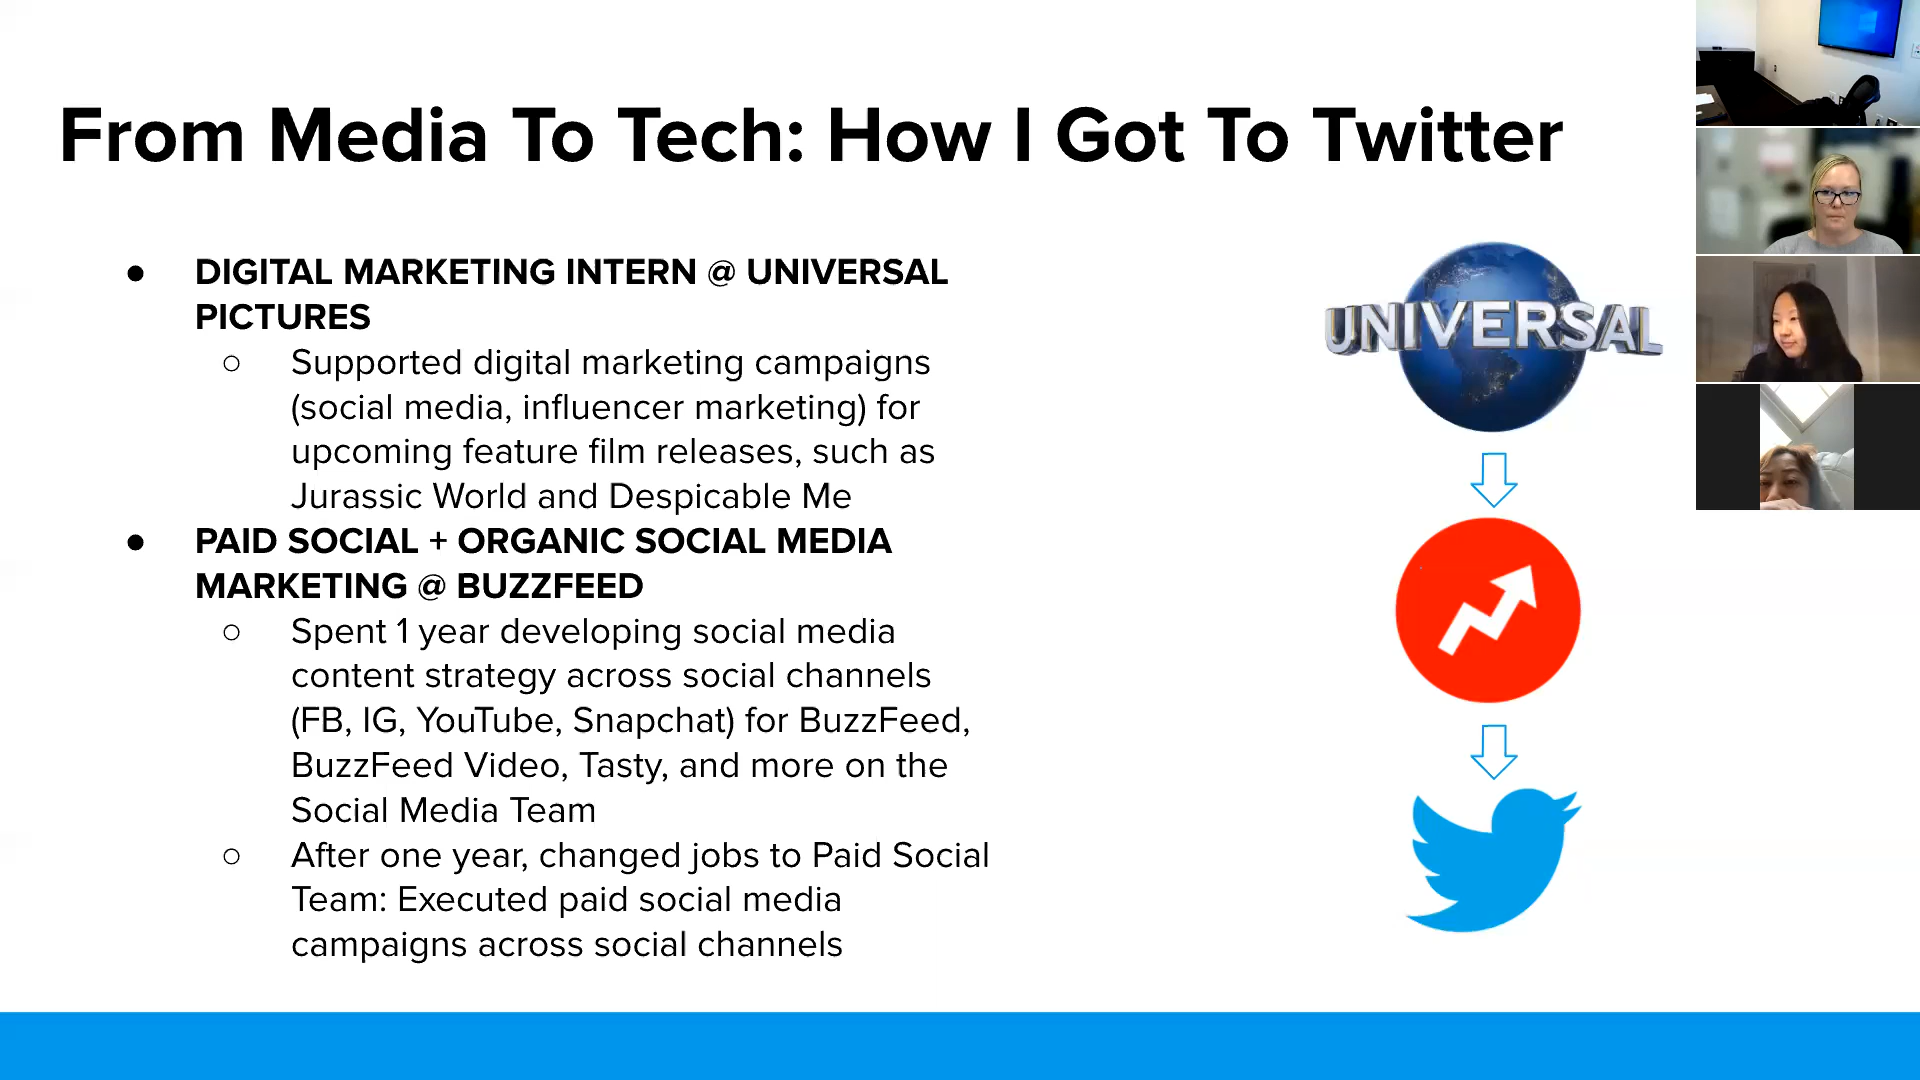 From Media To Tech: How I Got To Twitter
● DIGITAL MARKETING INTERN @ UNIVERSAL
PICTURES
○ Supported digital marketing campaigns
(social media, influencer marketing) for
upcoming feature film releases, such as
Jurassic World and Despicable Me
● PAID SOCIAL + ORGANIC SOCIAL MEDIA
MARKETING @ BUZZFEED
○ Spent 1 year developing social media
content strategy across social channels
(FB, IG, YouTube, Snapchat) for BuzzFeed,
BuzzFeed Video, Tasty, and more on the
Social Media Team
○ After one year, changed jobs to Paid Social
Team: Executed paid social media
campaigns across social channels
UNIVERSAL